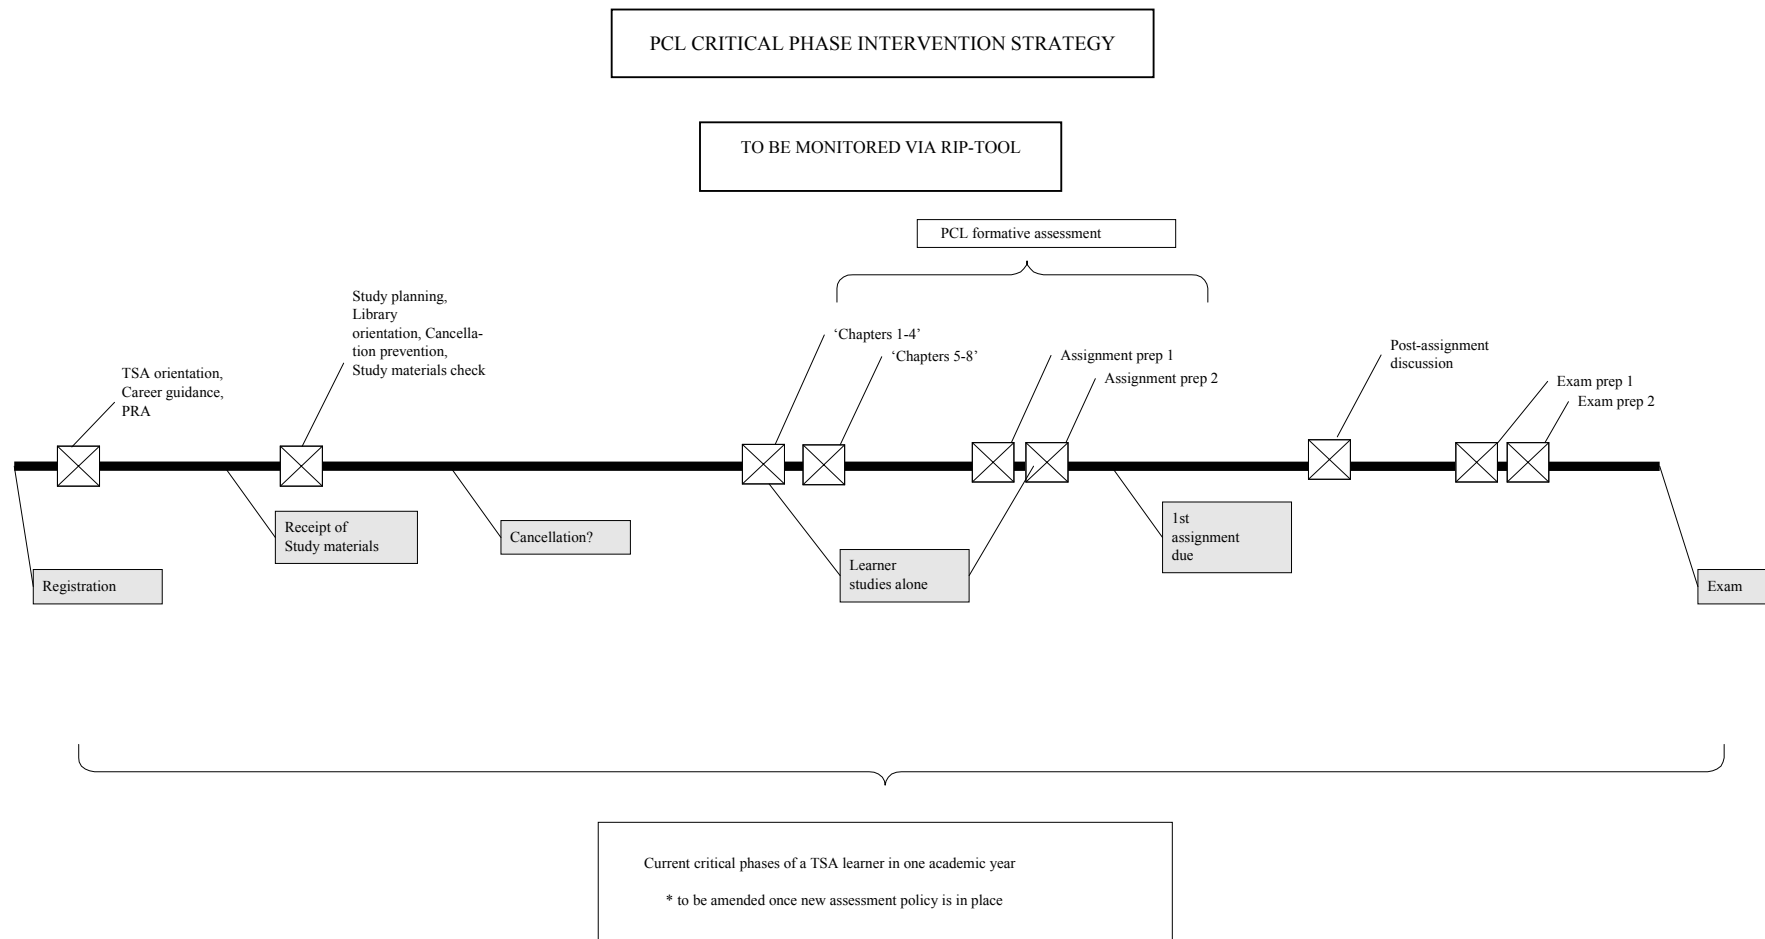 PCL CRITICAL PHASE INTERVENTION STRATEGY
TO BE MONITORED VIA RIP-TOOL
PCL formative assessment
Study planning,
Library
orientation, Cancella-
tion prevention,
Study materials check
‘Chapters 1-4’
‘Chapters 5-8’
Assignment prep 1
Assignment prep 2
Post-assignment
discussion
TSA orientation,
Career guidance,
PRA
Exam prep 1
Exam prep 2
Receipt of
Study materials
Cancellation?
1st
assignment
due
Learner
studies alone
Registration
Exam
Current critical phases of a TSA learner in one academic year
* to be amended once new assessment policy is in place